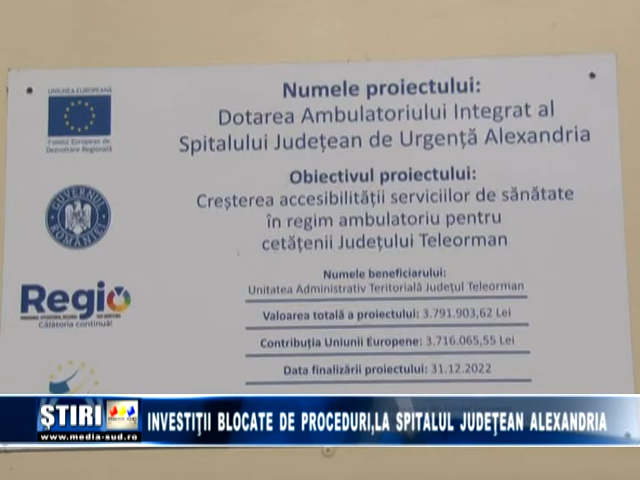 UNIUNEA EUROPEANĂ
Fondul European de
Dezvoltare Regională
GUVERNUL ROMÂNIEI
Regio
Călătoria continuă!
Numele proiectului:
Dotarea Ambulatoriului Integrat al
Spitalului Județean de Urgență Alexandria
Obiectivul proiectului:
Creșterea accesibilității serviciilor de sănătate
în regim ambulatoriu pentru
cetățenii Județului Teleorman
Numele beneficiarului:
Unitatea Administrativ Teritorială Județul Teleorman
Valoarea totală a proiectului: 3.791.903,62 Lei
Contribuția Uniunii Europene: 3.716.065,55 Lei
Data finalizării proiectului: 31.12.2022
ŞTIRI
www.media-sud.ro
INVESTIŢII BLOCATE DE PROCEDURI,LA SPITALUL JUDEŢEAN ALEXANDRIA